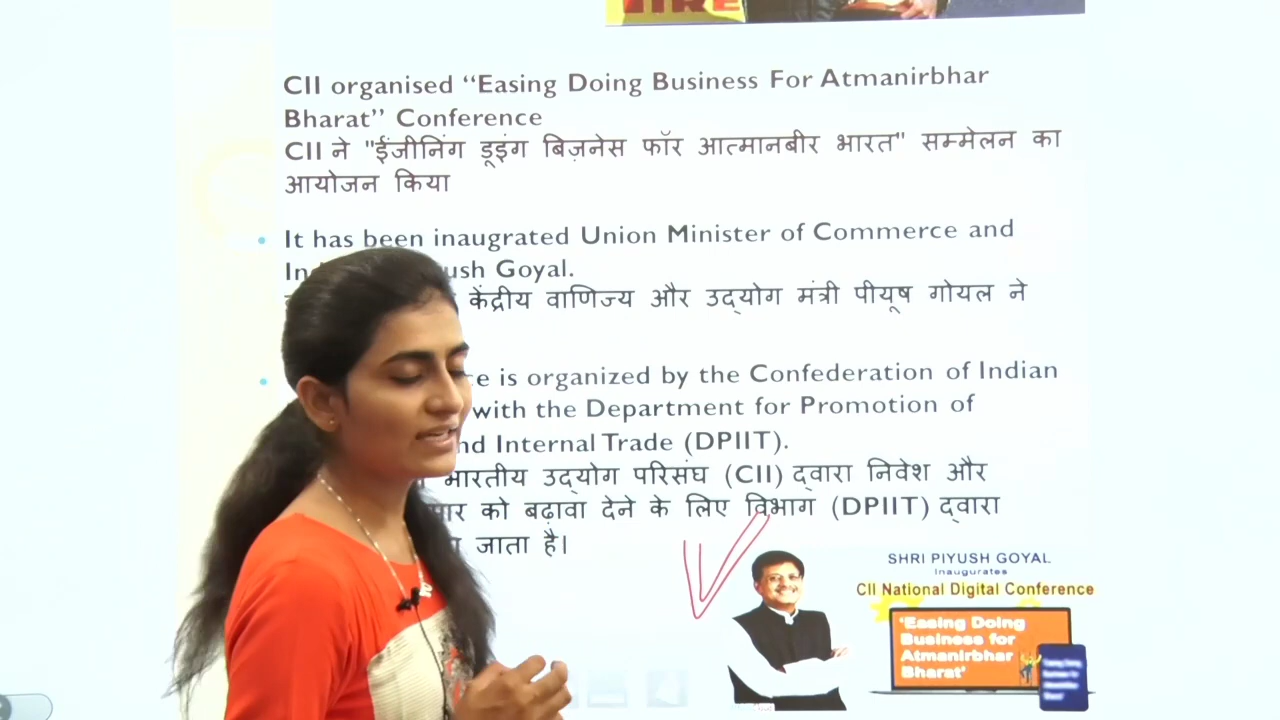 CII organised “Easing Doing Business For Atmanirbhar
Bharat” Conference
CII ने "ईंजीनिंग डूइंग बिज़नेस फॉर आत्मानबीर भारत" सम्मेलन का
आयोजन किया
• It has been inaugrated Union Minister of Commerce and
Goyal.
केंद्रीय वाणिज्य और उद्योग मंत्री पीयूष गोयल ने
• is organized by the Confederation of Indian
with the Department for Promotion of
Internal Trade (DPIIT).
भारतीय उद्योग परिसंघ (CII) द्वारा निवेश और
को बढ़ावा देने के लिए विभाग (DPIIT) द्वारा
जाता है।
SHRI PIYUSH GOYAL
Inaugurates
CII National Digital Conference
'Easing Doing
Business for
Atmanirbhar
Bharat'